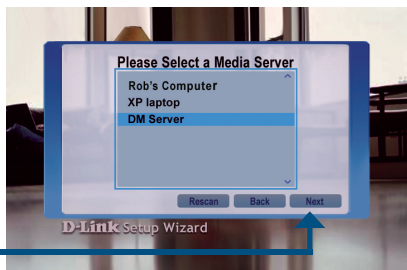 Please Select a Media Server
Rob's Computer
XP laptop
DM Server
Rescan Back Next
D-Link Setup Wizard